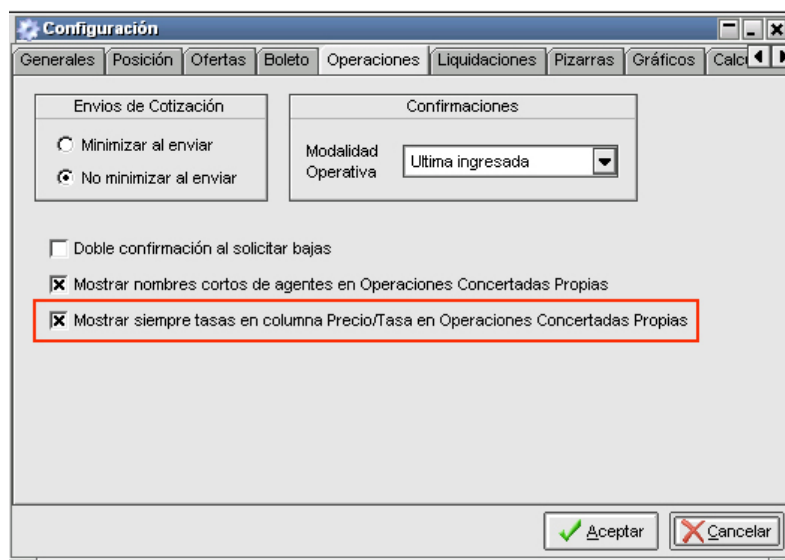 Configuración
Generales Posición Ofertas Boleto Operaciones Liquidaciones Pizarras Gráficos
Envios de Cotización
Minimizar al enviar
No minimizar al enviar
Confirmaciones
Modalidad
Operativa
Ultima ingresada
Doble confirmación al solicitar bajas
Mostrar nombres cortos de agentes en Operaciones Concertadas Propias
Mostrar siempre tasas en columna Precio/Tasa en Operaciones Concertadas Propias
Aceptar Cancelar